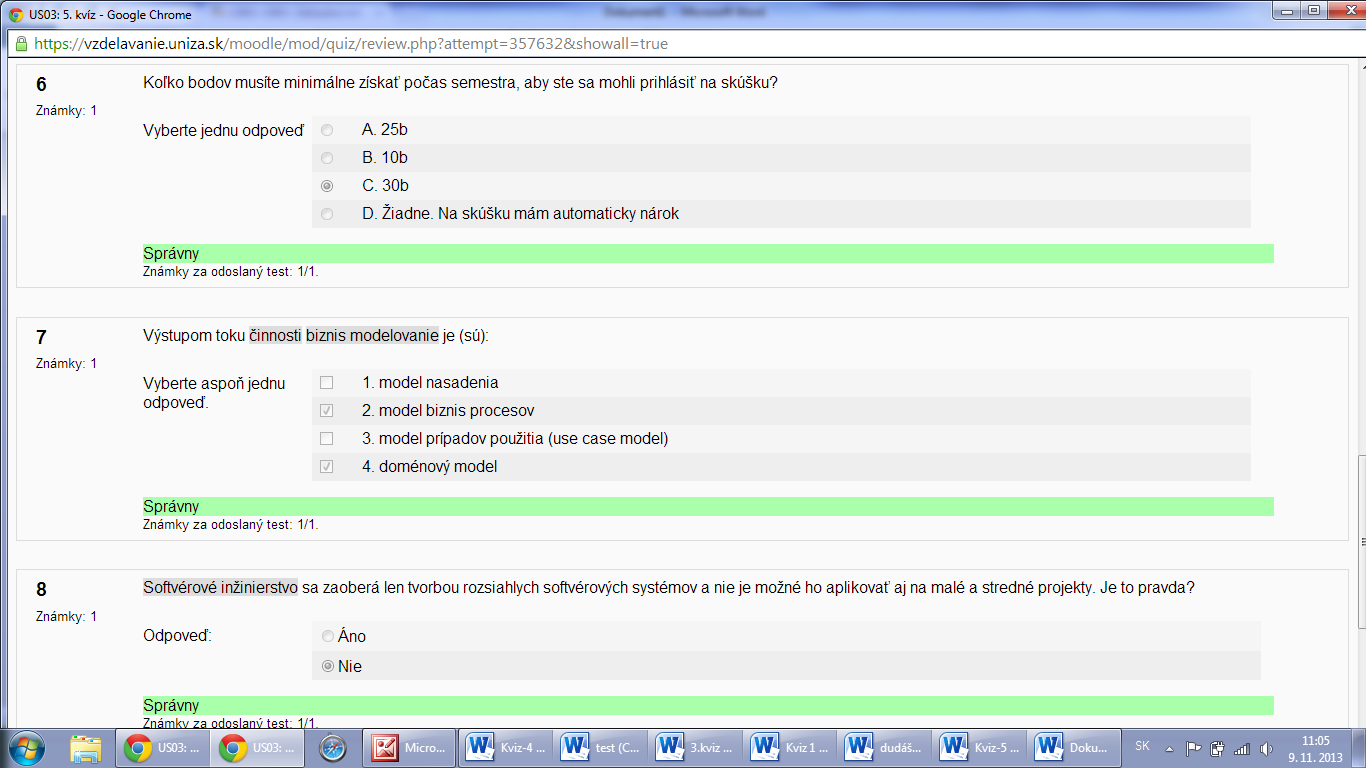 US03: 5. kvíz - Google Chrome
https://vzdelavanie.uniza.sk/moodle/mod/quiz/review.php?attempt=357632&showall=true
6
Známky: 1
Koľko bodov musíte minimálne získať počas semestra, aby ste sa mohli prihlásiť na skúšku?
Vyberte jednu odpoveď
A. 25b
B. 10b
C. 30b
D. Žiadne. Na skúšku mám automaticky nárok
Správny
Známky za odoslaný test: 1/1.
7
Známky: 1
Výstupom toku činnosti biznis modelovanie je (sú):
Vyberte aspoň jednu
odpoveď.
1. model nasadenia
2. model biznis procesov
3. model prípadov použitia (use case model)
4. doménový model
Správny
Známky za odoslaný test: 1/1.
8
Známky: 1
Softvérové inžinierstvo sa zaoberá len tvorbou rozsiahlych softvérových systémov a nie je možné ho aplikovať aj na malé a stredné projekty. Je to pravda?
Odpoveď:
Áno
Nie
Správny
Známky za odoslaný test: 1/1.
US03: ...
US03: ...
Micro...
Kviz-4 ...
test (C...
3.kviz ...
Kviz1 ...
dudáš...
Kviz-5 ...
Doku...
SK
11:05
9. 11. 2013